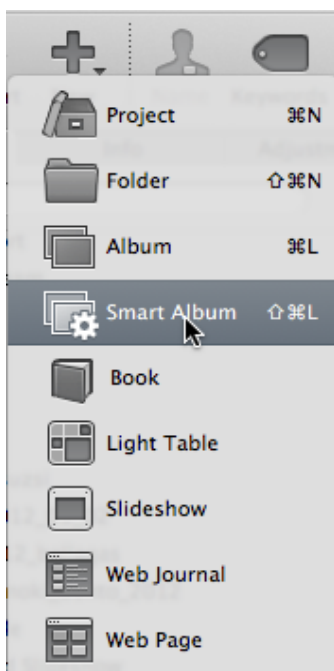 Project ⌘N
Folder ⇧⌘N
Album ⌘L
Smart Album ⇧⌘L
Book
Light Table
Slideshow
Web Journal
Web Page